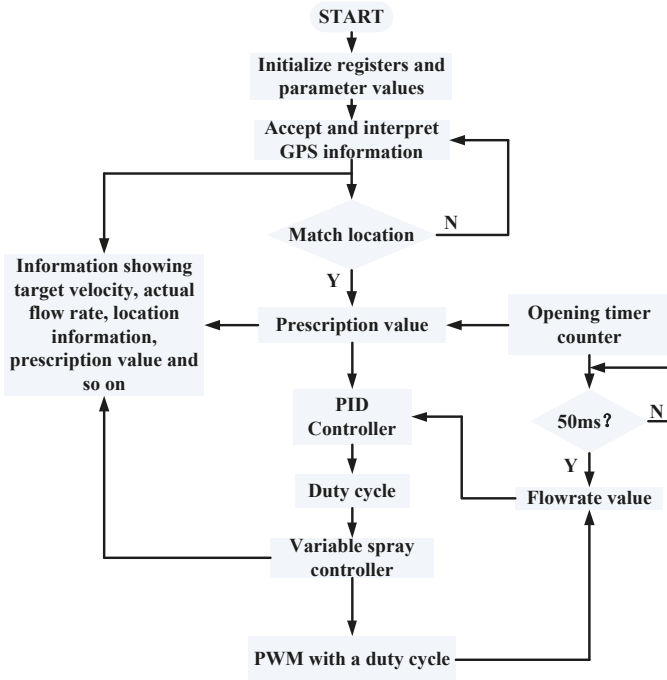 START
Initialize registers and
parameter values
Accept and interpret
GPS information
Match location
N
Y
Information showing
target velocity, actual
flow rate, location
information,
prescription value and
so on
Prescription value
Opening timer
counter
PID
Controller
50ms？
N
Y
Duty cycle
Flowrate value
Variable spray
controller
PWM with a duty cycle